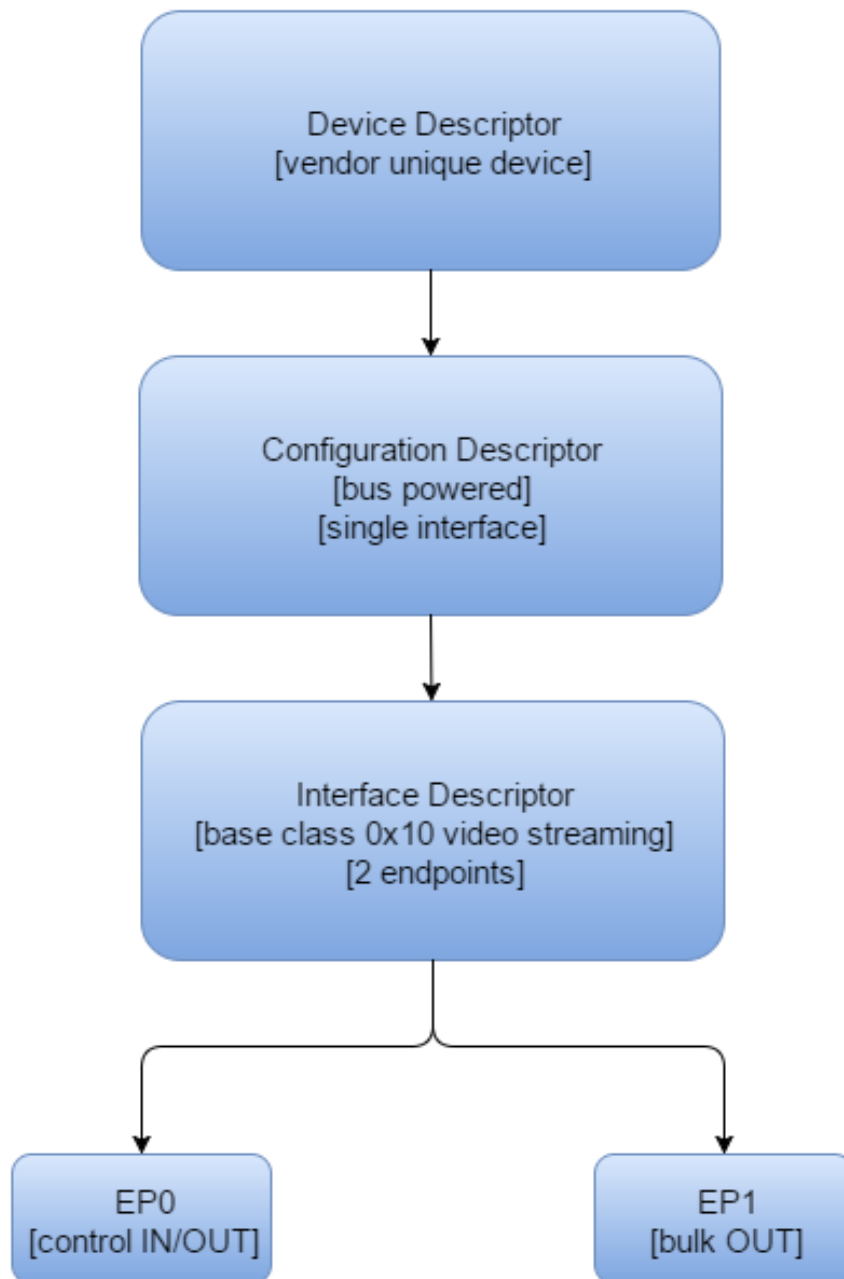 Device Descriptor
[vendor unique device]
Configuration Descriptor
[bus powered]
[single interface]
Interface Descriptor
[base class 0x10 video streaming]
[2 endpoints]
EP0
[control IN/OUT]
EP1
[bulk OUT]